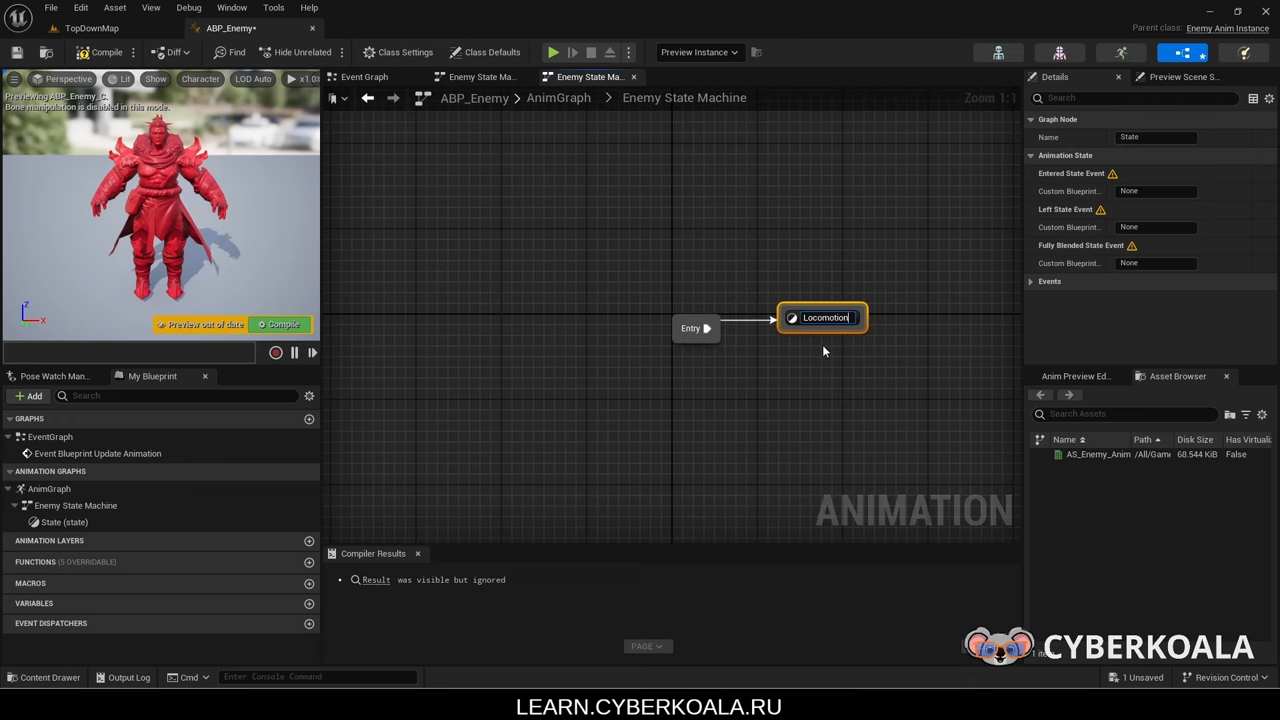 File Edit Asset View Debug Window Tools Help
TopDownMap
ABP_Enemy*
Parent class: Enemy Anim Instance
Compile
Diff
Find
Hide Unrelated
Class Settings
Class Defaults
Preview Instance
Perspective
Lit
Show
Character
LOD Auto
x1.0
Previewing ABP_Enemy_C.
Bone manipulation is disabled in this mode.
Preview out of date
Compile
Z
X
Event Graph
Enemy State Ma...
Enemy State Ma...
ABP_Enemy > AnimGraph > Enemy State Machine
Zoom 1:1
Entry
Locomotion
ANIMATION
Details
Preview Scene S...
Search
Graph Node
Name
State
Animation State
Entered State Event
Custom Blueprint...
None
Left State Event
Custom Blueprint...
None
Fully Blended State Event
Custom Blueprint...
None
Events
Pose Watch Man...
My Blueprint
Add
Search
GRAPHS
EventGraph
Event Blueprint Update Animation
ANIMATION GRAPHS
AnimGraph
Enemy State Machine
State (state)
ANIMATION LAYERS
FUNCTIONS (5 OVERRIDABLE)
MACROS
VARIABLES
EVENT DISPATCHERS
Compiler Results
Result was visible but ignored
PAGE
Anim Preview Ed...
Asset Browser
Search Assets
Name
Path
Disk Size
Has Virtualiz
AS_Enemy_Anim
/All/Game
68.544 KiB
False
CYBERKOALA
Content Drawer
Output Log
Cmd
Enter Console Command
1 Unsaved
Revision Control
LEARN.CYBERKOALA.RU